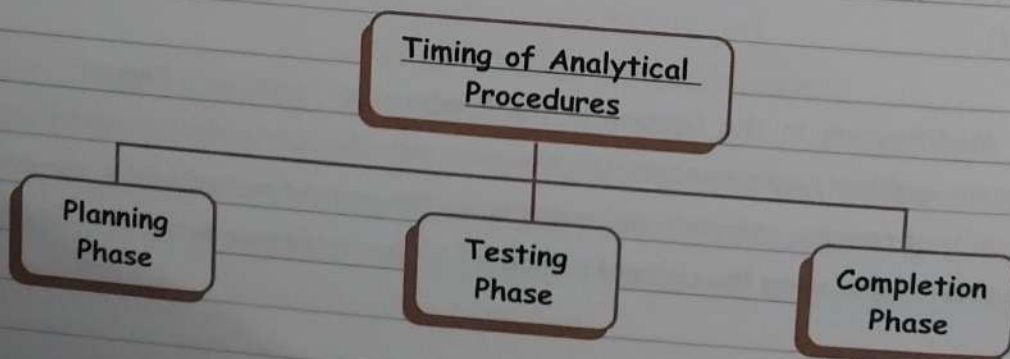 Timing of Analytical
Procedures
Planning
Phase
Testing
Phase
Completion
Phase